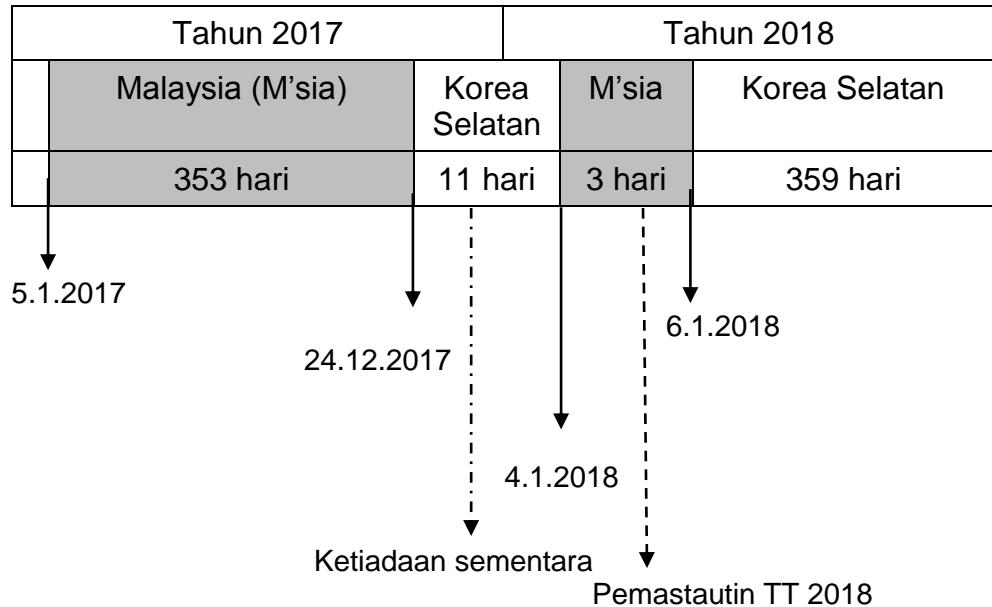 Tahun 2017 Tahun 2018
Malaysia (M’sia) Korea Selatan M’sia Korea Selatan
353 hari 11 hari 3 hari 359 hari
5.1.2017
6.1.2018
24.12.2017
4.1.2018
Ketiadaan sementara
Pemastautin TT 2018